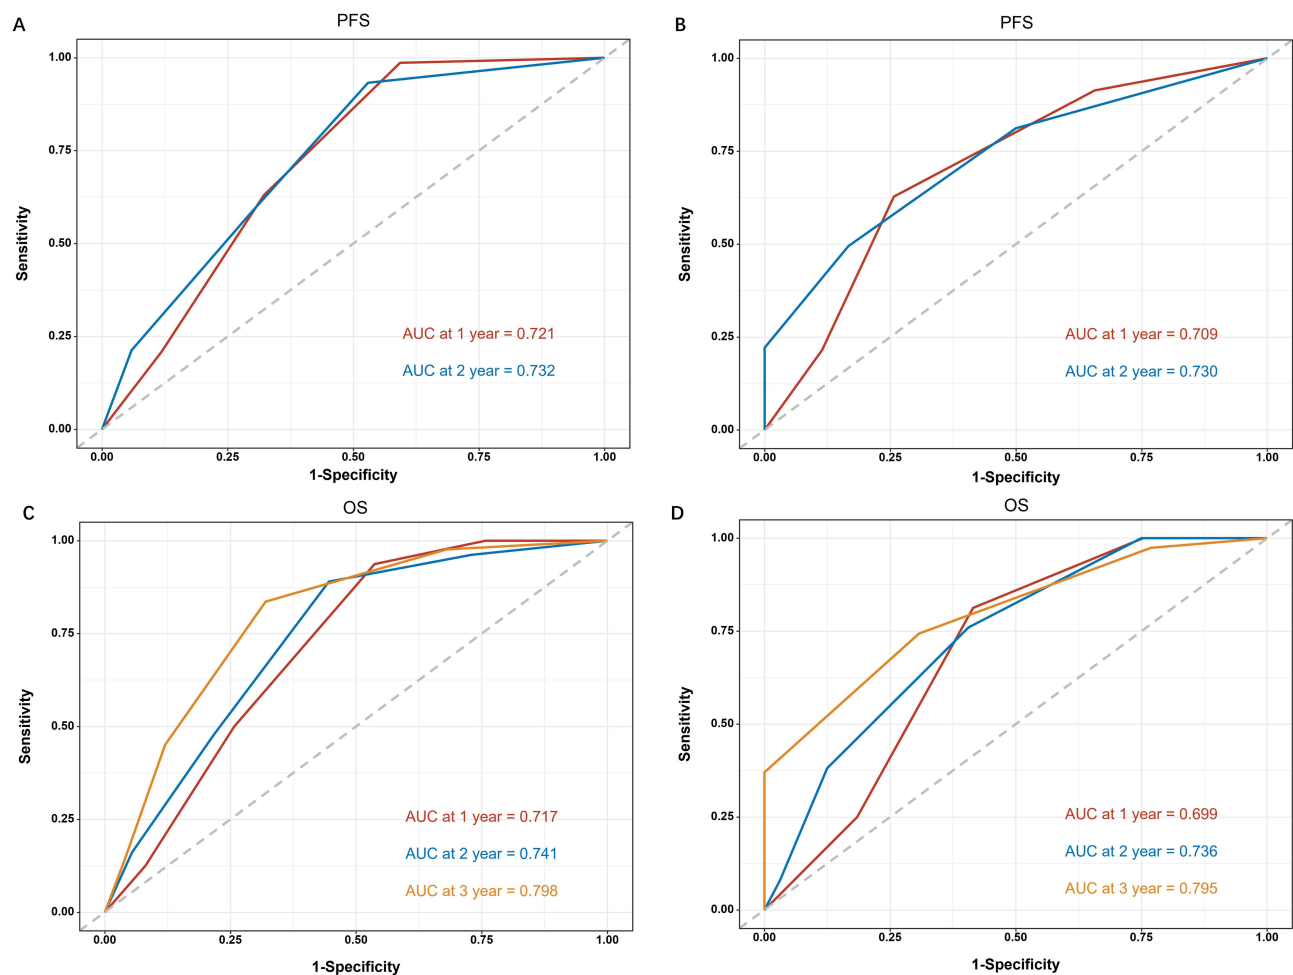 A
PFS
1.00
0.75
0.50
0.25
0.00
Sensitivity
AUC at 1 year = 0.721
AUC at 2 year = 0.732
0.00 0.25 0.50 0.75 1.00
1-Specificity
B
PFS
1.00
0.75
0.50
0.25
0.00
Sensitivity
AUC at 1 year = 0.709
AUC at 2 year = 0.730
0.00 0.25 0.50 0.75 1.00
1-Specificity
C
OS
1.00
0.75
0.50
0.25
0.00
Sensitivity
AUC at 1 year = 0.717
AUC at 2 year = 0.741
AUC at 3 year = 0.798
0.00 0.25 0.50 0.75 1.00
1-Specificity
D
OS
1.00
0.75
0.50
0.25
0.00
Sensitivity
AUC at 1 year = 0.699
AUC at 2 year = 0.736
AUC at 3 year = 0.795
0.00 0.25 0.50 0.75 1.00
1-Specificity